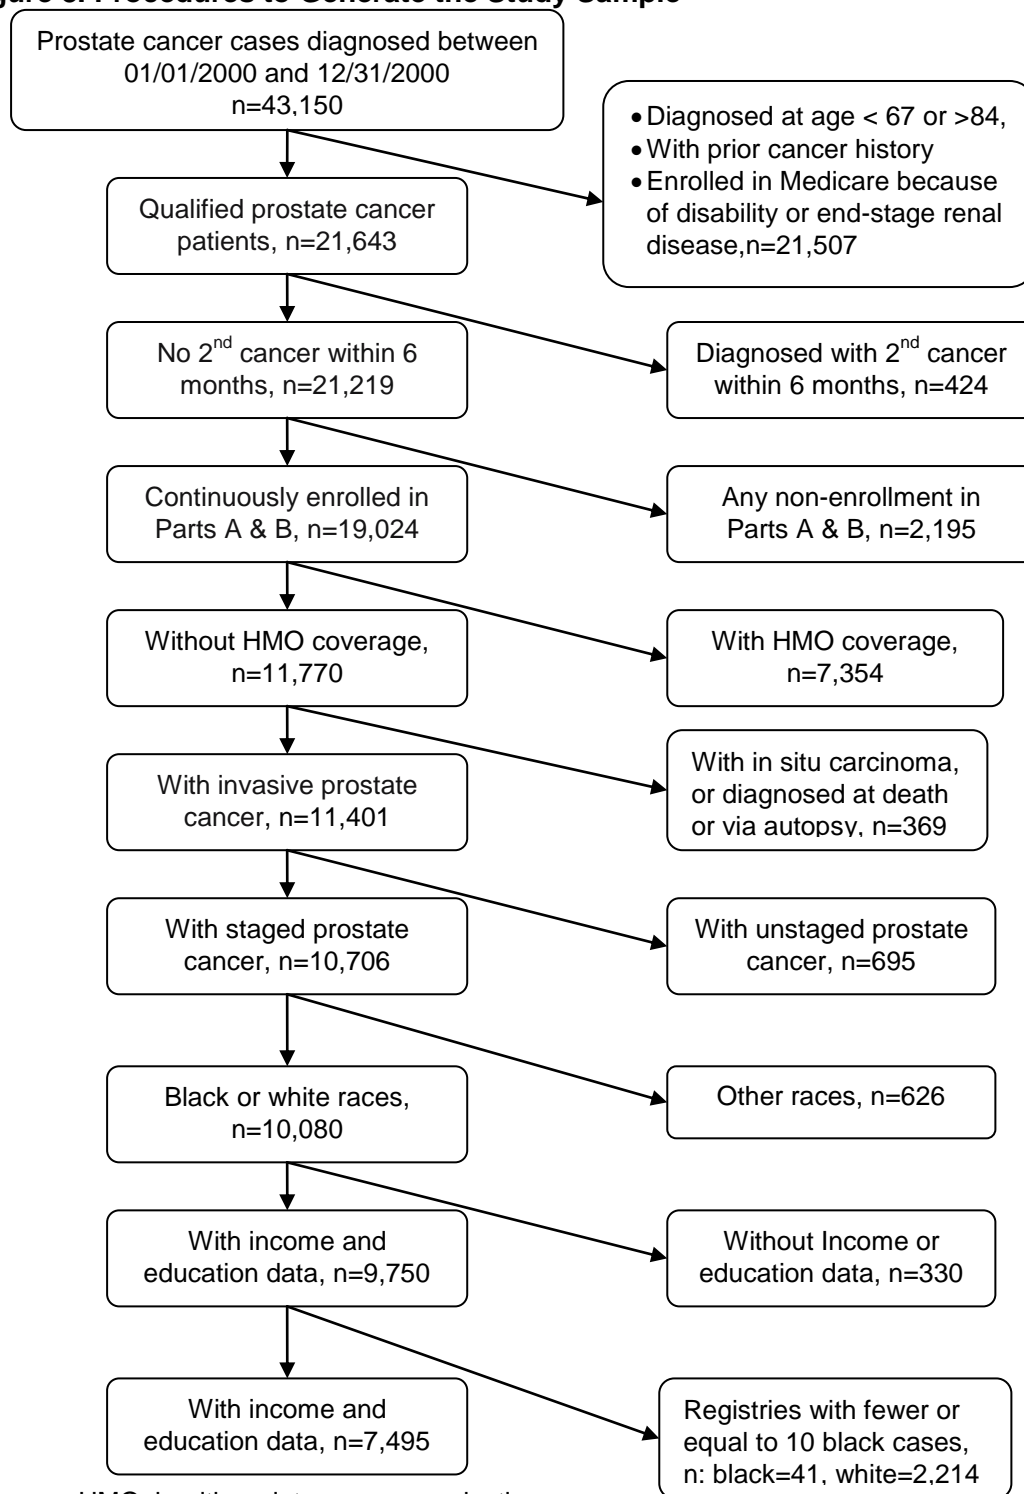 Prostate cancer cases diagnosed between
01/01/2000 and 12/31/2000
n=43,150
• Diagnosed at age < 67 or >84,
• With prior cancer history
• Enrolled in Medicare because
of disability or end-stage renal
disease,n=21,507
Qualified prostate cancer
patients, n=21,643
No 2nd cancer within 6
months, n=21,219
Diagnosed with 2nd cancer
within 6 months, n=424
Continuously enrolled in
Parts A & B, n=19,024
Any non-enrollment in
Parts A & B, n=2,195
Without HMO coverage,
n=11,770
With HMO coverage,
n=7,354
With invasive prostate
cancer, n=11,401
With in situ carcinoma,
or diagnosed at death
or via autopsy, n=369
With staged prostate
cancer, n=10,706
With unstaged prostate
cancer, n=695
Black or white races,
n=10,080
Other races, n=626
With income and
education data, n=9,750
Without Income or
education data, n=330
With income and
education data, n=7,495
Registries with fewer or
equal to 10 black cases,
n: black=41, white=2,214